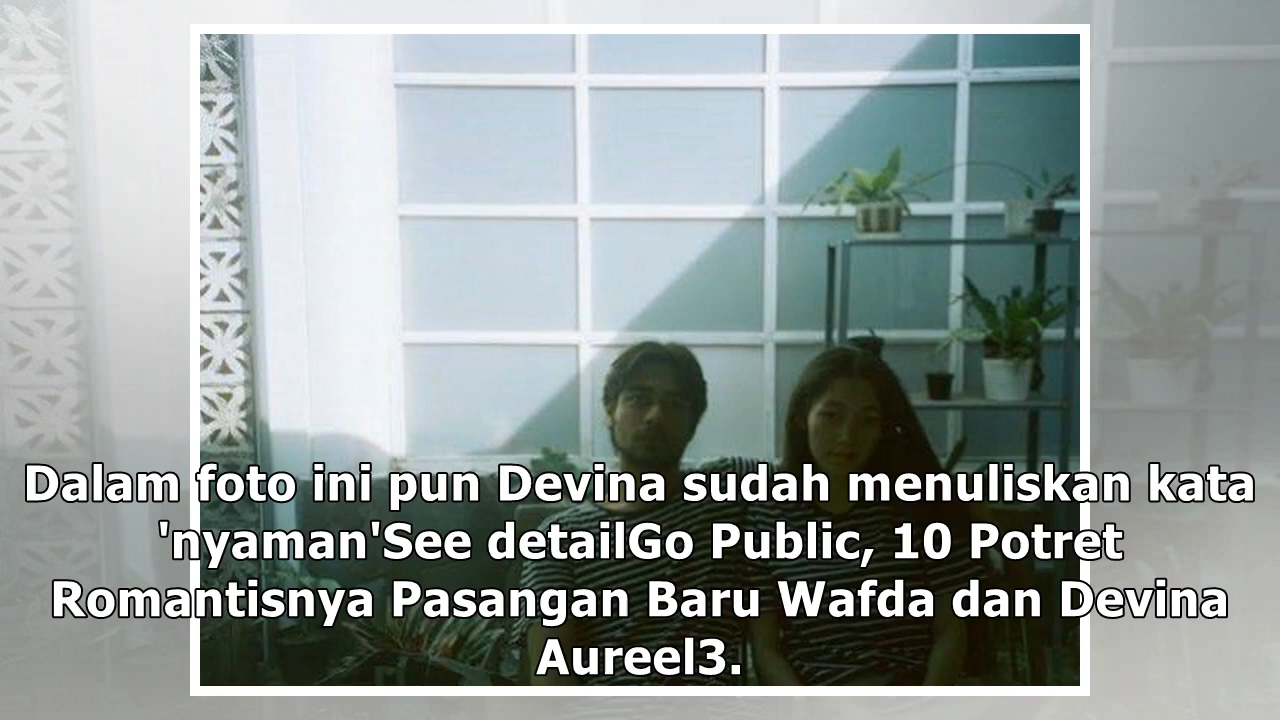 Dalam foto ini pun Devina sudah menuliskan kata
'nyaman'See detailGo Public, 10 Potret
Romantisnya Pasangan Baru Wafda dan Devina
Aureel3.